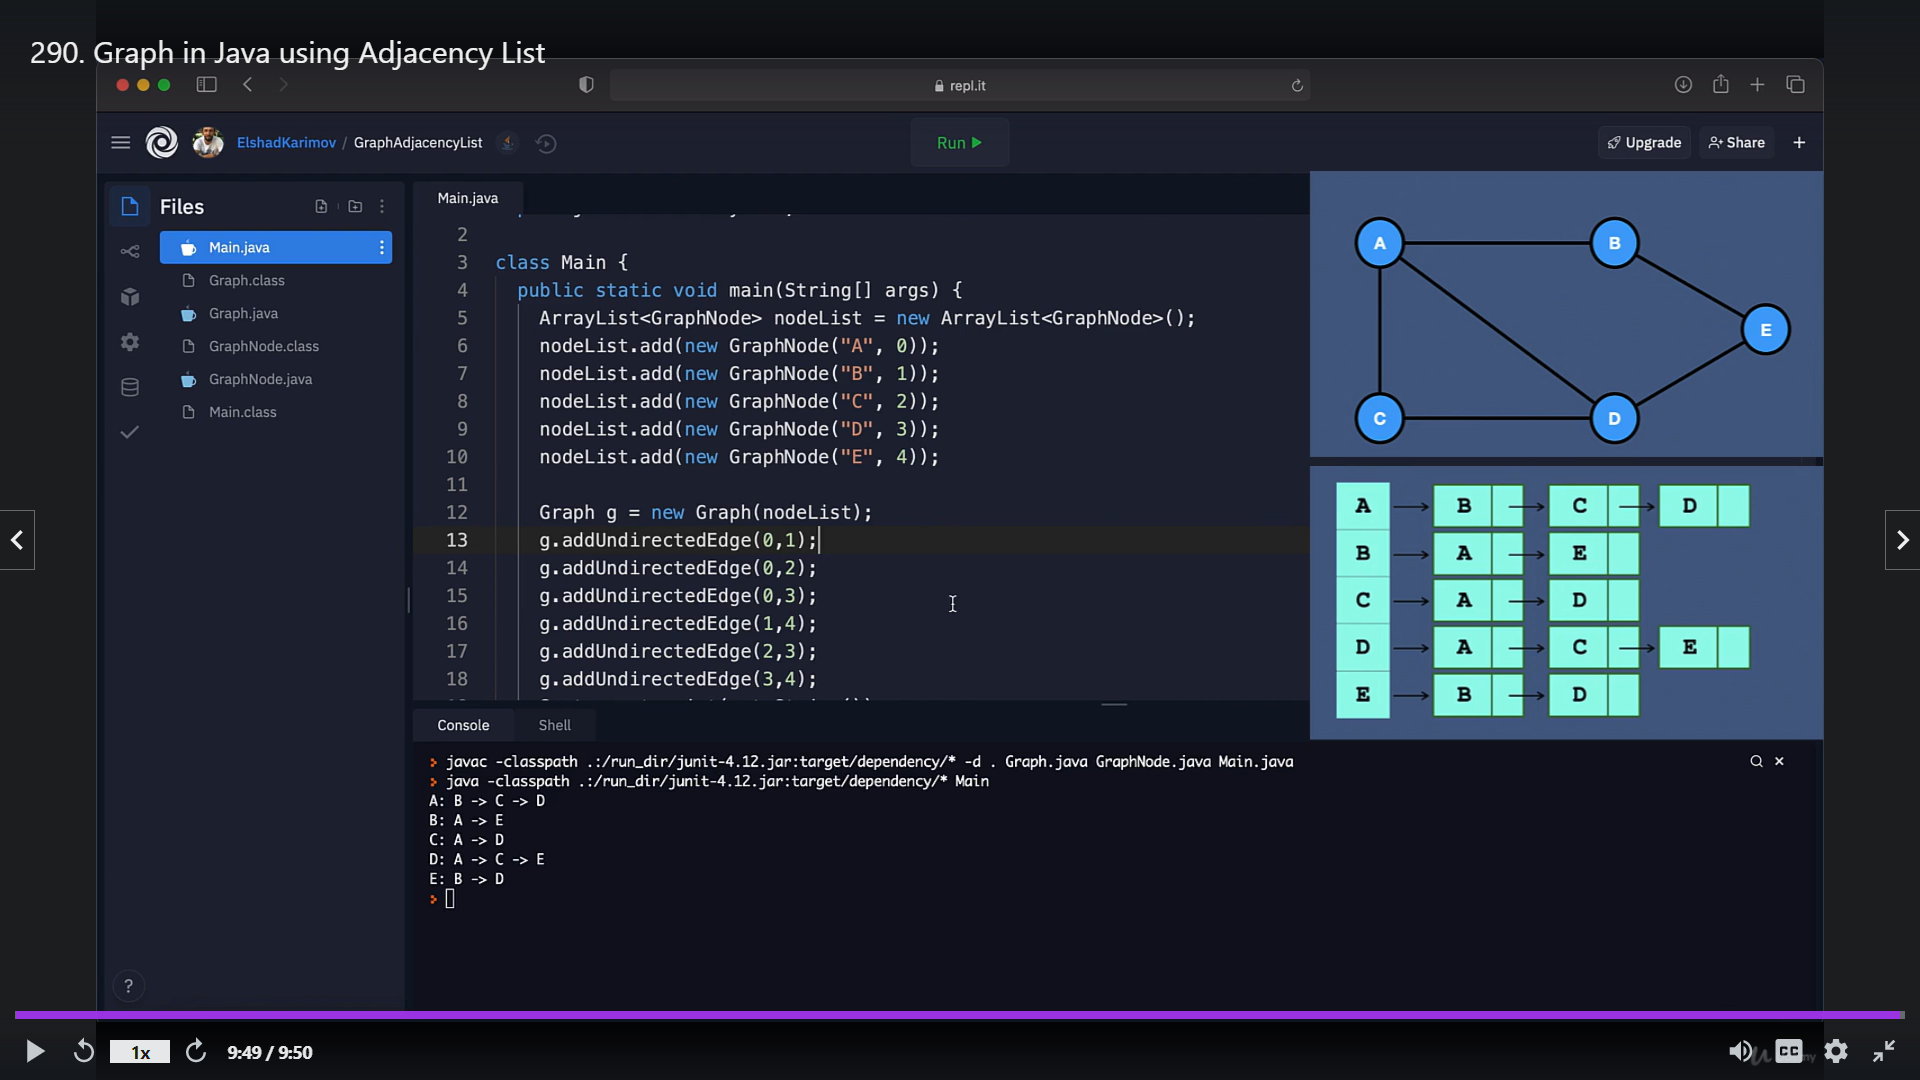 290. Graph in Java using Adjacency List
repl.it
ElshadKarimov / GraphAdjacencyList
Run
Upgrade
Share
+
Files
Main.java
Graph.class
Graph.java
GraphNode.class
GraphNode.java
Main.class
?
Main.java
2
3 class Main {
4 public static void main(String[] args) {
5 ArrayList<GraphNode> nodeList = new ArrayList<GraphNode>();
6 nodeList.add(new GraphNode("A", 0));
7 nodeList.add(new GraphNode("B", 1));
8 nodeList.add(new GraphNode("C", 2));
9 nodeList.add(new GraphNode("D", 3));
10 nodeList.add(new GraphNode("E", 4));
11
12 Graph g = new Graph(nodeList);
13 g.addUndirectedEdge(0,1);
14 g.addUndirectedEdge(0,2);
15 g.addUndirectedEdge(0,3);
16 g.addUndirectedEdge(1,4);
17 g.addUndirectedEdge(2,3);
18 g.addUndirectedEdge(3,4);
A B
E
C D
A B C D
B A E
C A D
D A C E
E B D
Console Shell
javac -classpath .:/run_dir/junit-4.12.jar:target/dependency/* -d . Graph.java GraphNode.java Main.java
java -classpath .:/run_dir/junit-4.12.jar:target/dependency/* Main
A: B -> C -> D
B: A -> E
C: A -> D
D: A -> C -> E
E: B -> D
1x
9:49 / 9:50
CC